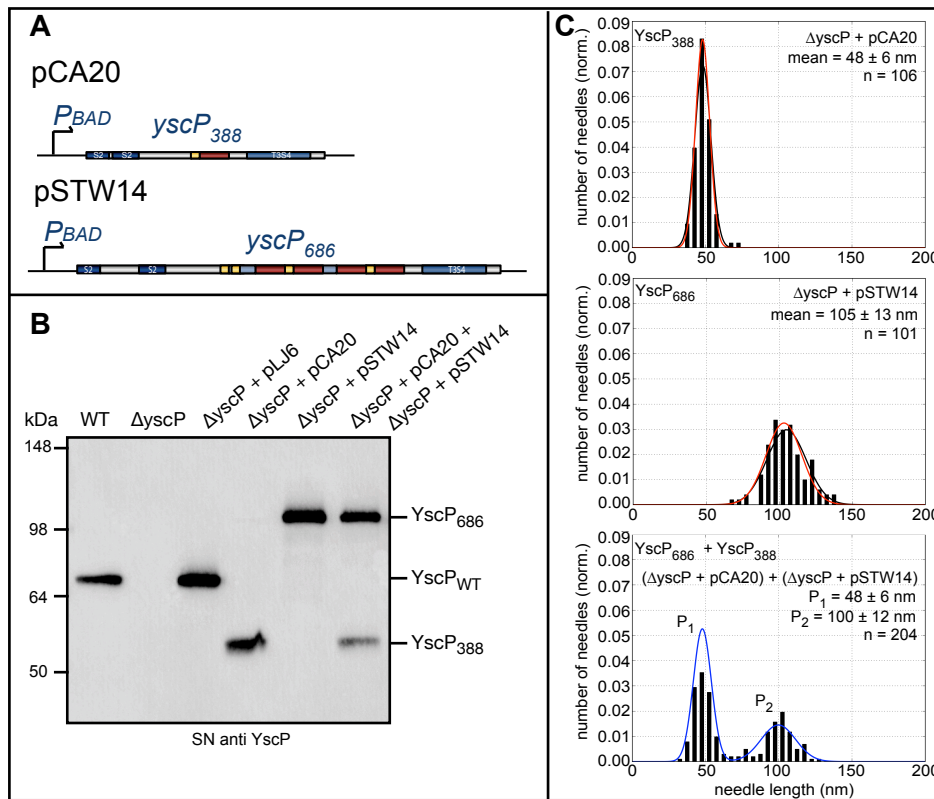 A
pCA20
PBAD
yscP388
S2 S2 T3S4
pSTW14
PBAD
yscP686
S2 S2 T3S4
B
kDa
WT
ΔyscP
ΔyscP + pLJ6
ΔyscP + pCA20
ΔyscP + pSTW14
ΔyscP + pCA20 +
ΔyscP + pSTW14
148
98
64
50
YscP686
YscPWT
YscP388
SN anti YscP
C
number of needles (norm.)
0.09
0.08
0.07
0.06
0.05
0.04
0.03
0.02
0.01
0.00
YscP388
ΔyscP + pCA20
mean = 48 ± 6 nm
n = 106
0 50 100 150 200
number of needles (norm.)
0.09
0.08
0.07
0.06
0.05
0.04
0.03
0.02
0.01
0.00
YscP686
ΔyscP + pSTW14
mean = 105 ± 13 nm
n = 101
0 50 100 150 200
number of needles (norm.)
0.09
0.08
0.07
0.06
0.05
0.04
0.03
0.02
0.01
0.00
YscP686 + YscP388
(ΔyscP + pCA20) + (ΔyscP + pSTW14)
P1 = 48 ± 6 nm
P2 = 100 ± 12 nm
n = 204
P1
P2
0 50 100 150 200
needle length (nm)